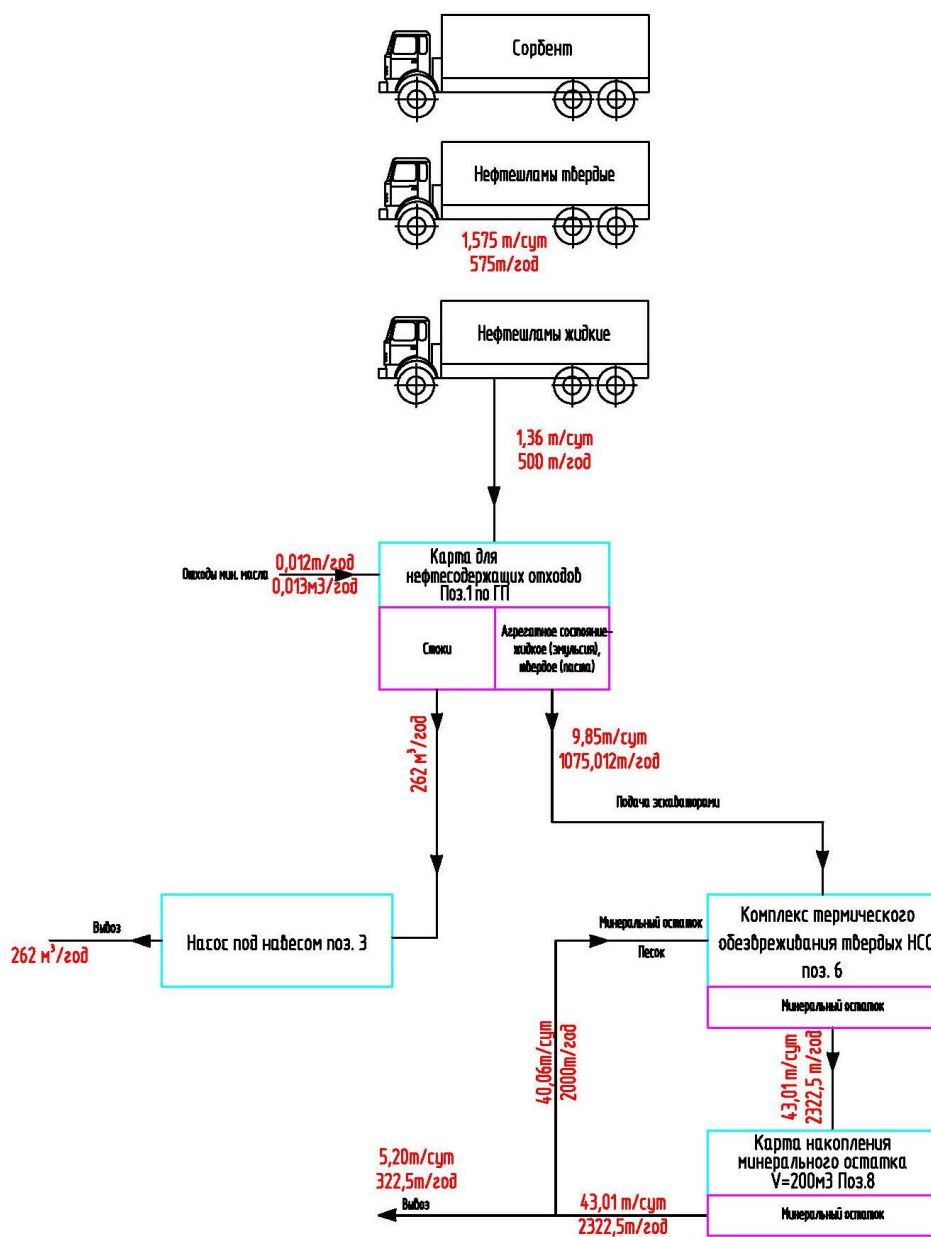 Сорбент
Нефтешламы твердые
1,575 т/сут
575т/год
Нефтешламы жидкие
1,36 т/сут
500 т/год
Отходы мин. масла
0,012т/год
0,013м3/год
Карта для
нефтесодержащих отходов
Поз.1 по ГП
Стоки
Агрегатное состояние-
жидкое (эмульсия),
твердое (паста)
262 м³/год
9,85т/сут
1075,012т/год
Подача эскаваторами
Вывоз
262 м³/год
Насос под навесом поз. 3
Минеральный остаток
Песок
Комплекс термического
обезвреживания твердых НСО
поз. 6
Минеральный остаток
40,06т/сут
2000т/год
43,01 т/сут
2322,5 т/год
Карта накопления
минерального остатка
V=200м3 Поз.8
Минеральный остаток
5,20т/сут
322,5т/год
Вывоз
43,01 т/сут
2322,5т/год